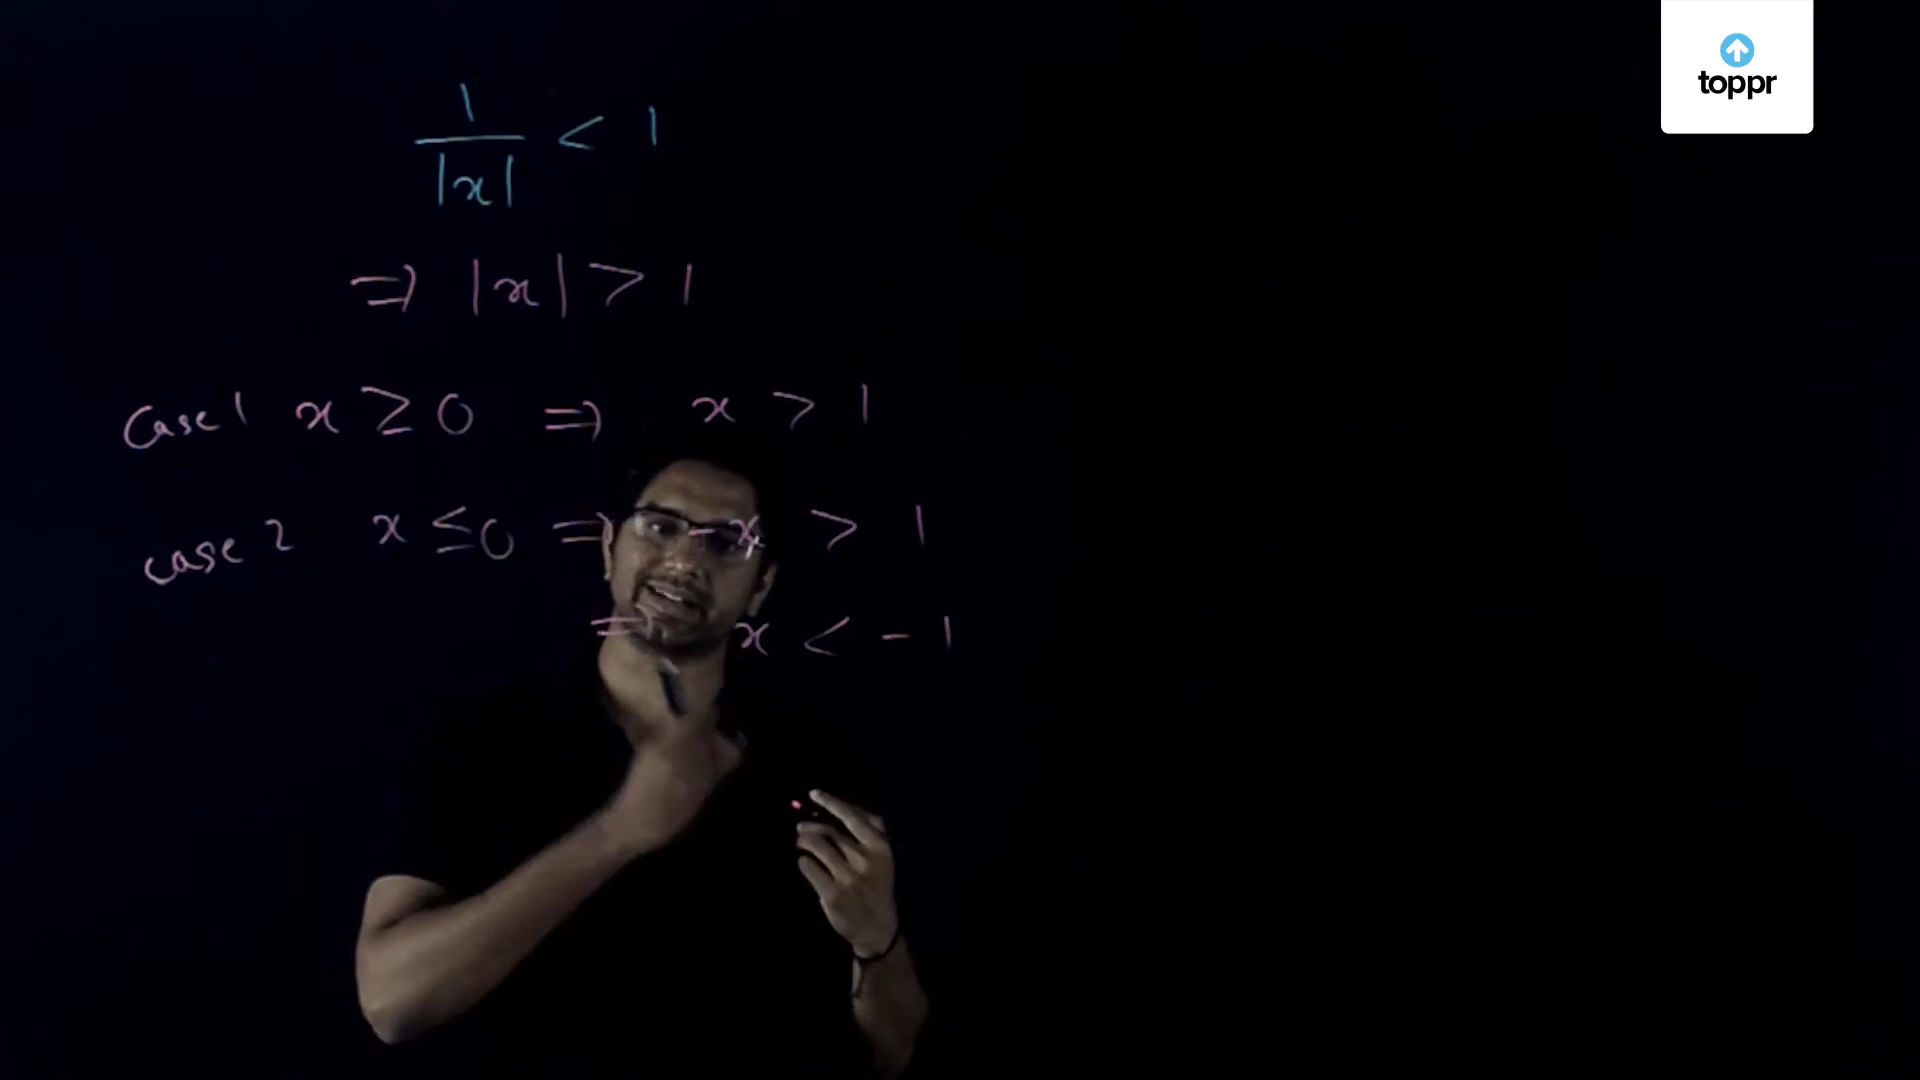 toppr
1/|x| < 1
⇒ |x| > 1
Case 1 x ≥ 0 ⇒ x > 1
case 2 x ≤ 0 ⇒ -x > 1
⇒ x < -1